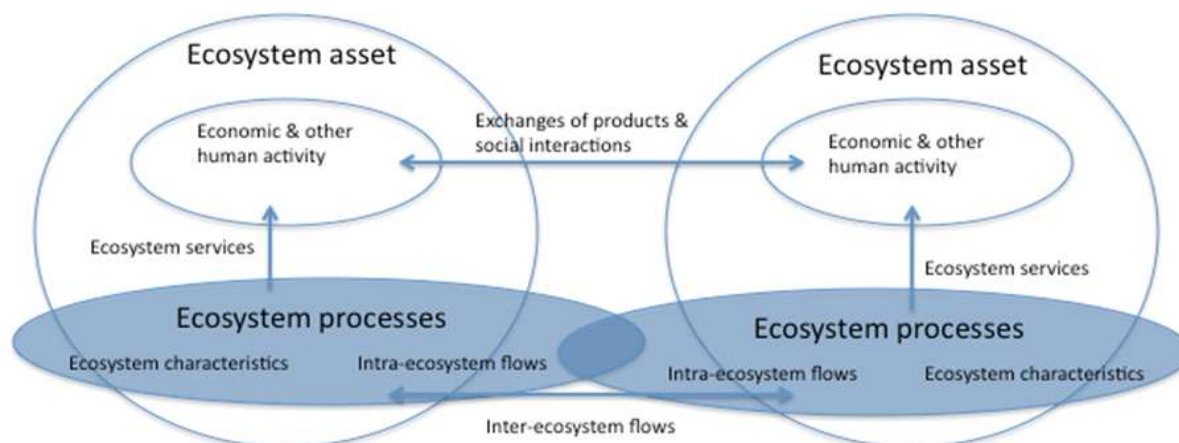 Ecosystem asset
Ecosystem asset
Economic & other
human activity
Exchanges of products &
social interactions
Economic & other
human activity
Ecosystem services
Ecosystem services
Ecosystem processes
Ecosystem processes
Ecosystem characteristics
Intra-ecosystem flows
Intra-ecosystem flows
Ecosystem characteristics
Inter-ecosystem flows